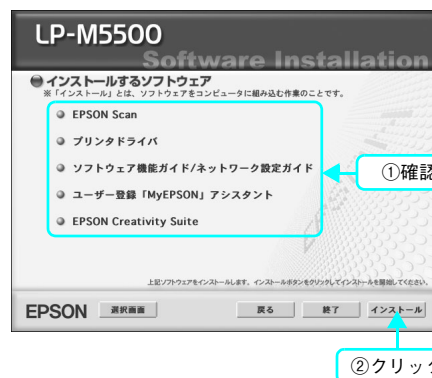 LP-M5500
Software Installation
インストールするソフトウェア
※「インストール」とは、ソフトウェアをコンピュータに組み込む作業のことです。
EPSON Scan
プリンタドライバ
ソフトウェア機能ガイド/ネットワーク設定ガイド
①確認
ユーザー登録「MyEPSON」アシスタント
EPSON Creativity Suite
上記ソフトウェアをインストールします。インストールボタンをクリックしてインストールを開始してください。
EPSON 選択画面 戻る 終了 インストール
②クリック